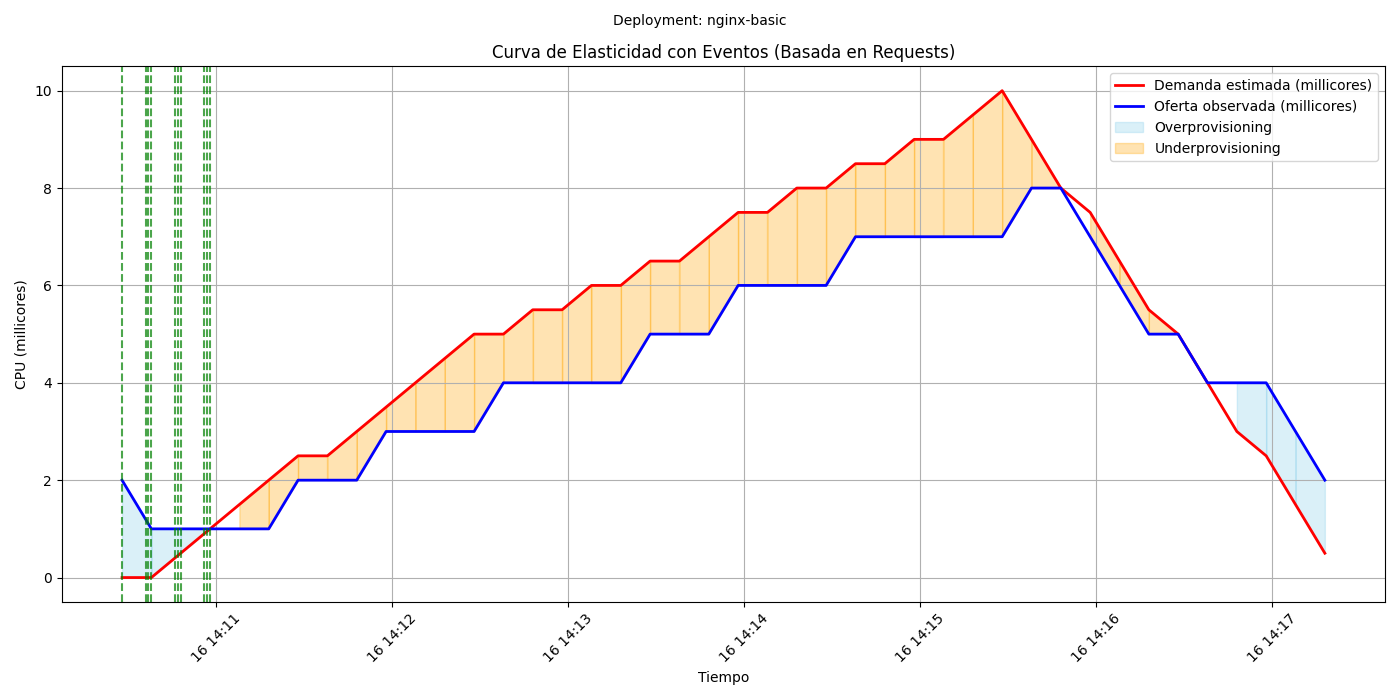 Deployment: nginx-basic
Curva de Elasticidad con Eventos (Basada en Requests)
Demanda estimada (millicores)
Oferta observada (millicores)
Overprovisioning
Underprovisioning
CPU (millicores)
10
8
6
4
2
0
16 14:11
16 14:12
16 14:13
16 14:14
16 14:15
16 14:16
16 14:17
Tiempo